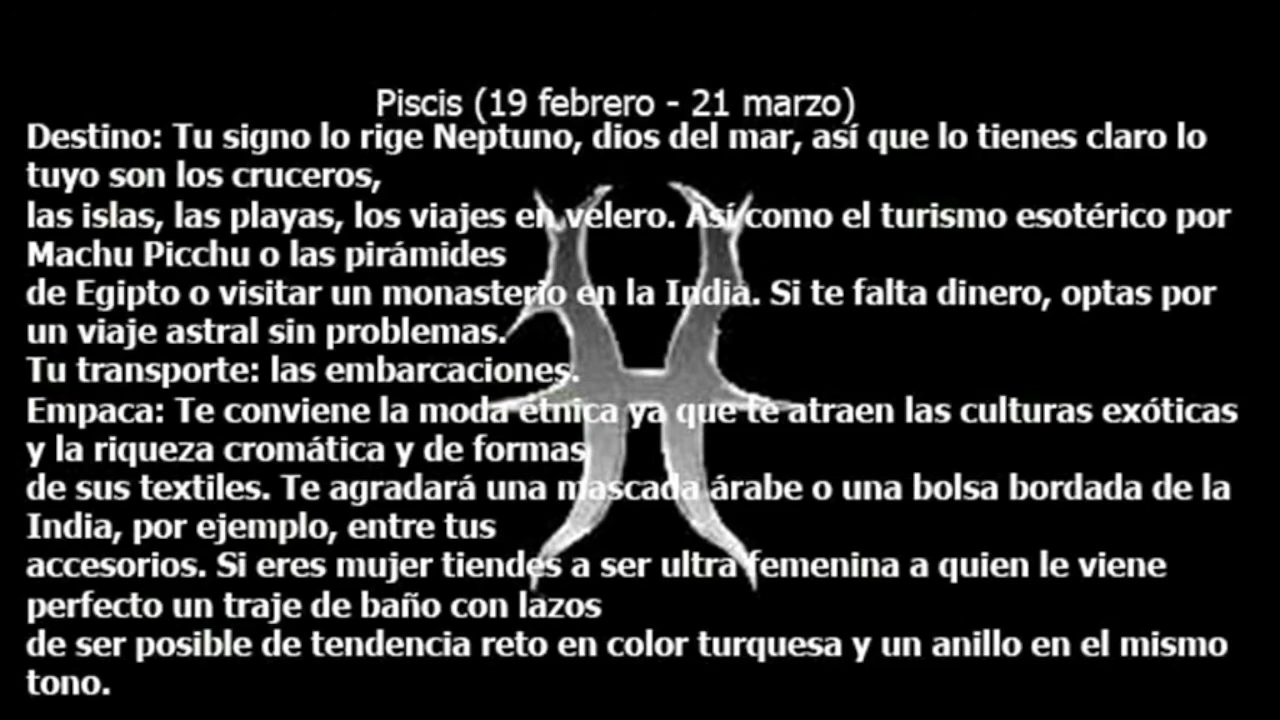 Piscis (19 febrero - 21 marzo)
Destino: Tu signo lo rige Neptuno, dios del mar, así que lo tienes claro lo
tuyo son los cruceros,
las islas, las playas, los viajes en velero. Así como el turismo esotérico por
Machu Picchu o las pirámides
de Egipto o visitar un monasterio en la India. Si te falta dinero, optas por
un viaje astral sin problemas.
Tu transporte: las embarcaciones.
Empaca: Te conviene la moda étnica ya que te atraen las culturas exóticas
y la riqueza cromática y de formas
de sus textiles. Te agradará una mascada árabe o una bolsa bordada de la
India, por ejemplo, entre tus
accesorios. Si eres mujer tiendes a ser ultra femenina a quien le viene
perfecto un traje de baño con lazos
de ser posible de tendencia reto en color turquesa y un anillo en el mismo
tono.